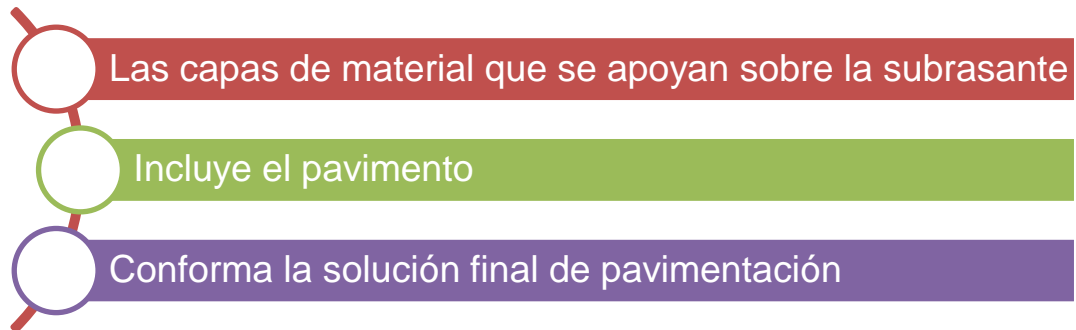 Las capas de material que se apoyan sobre la subrasante
Incluye el pavimento
Conforma la solución final de pavimentación